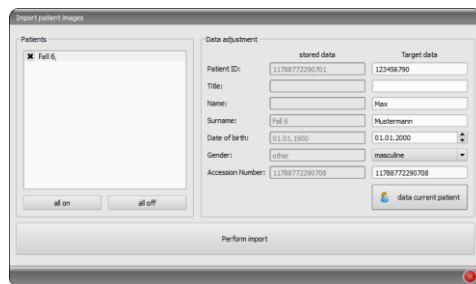 Import patient images
Patients
Fall 6,
all on
all off
Data adjustment
stored data Target data
Patient ID: 11788772290701 123456790
Title:
Name: Max
Surname: Fall 6 Mustermann
Date of birth: 01.01.1900 01.01.2000
Gender: other masculine
Accession Number: 11788772290708 11788772290708
data current patient
Perform import